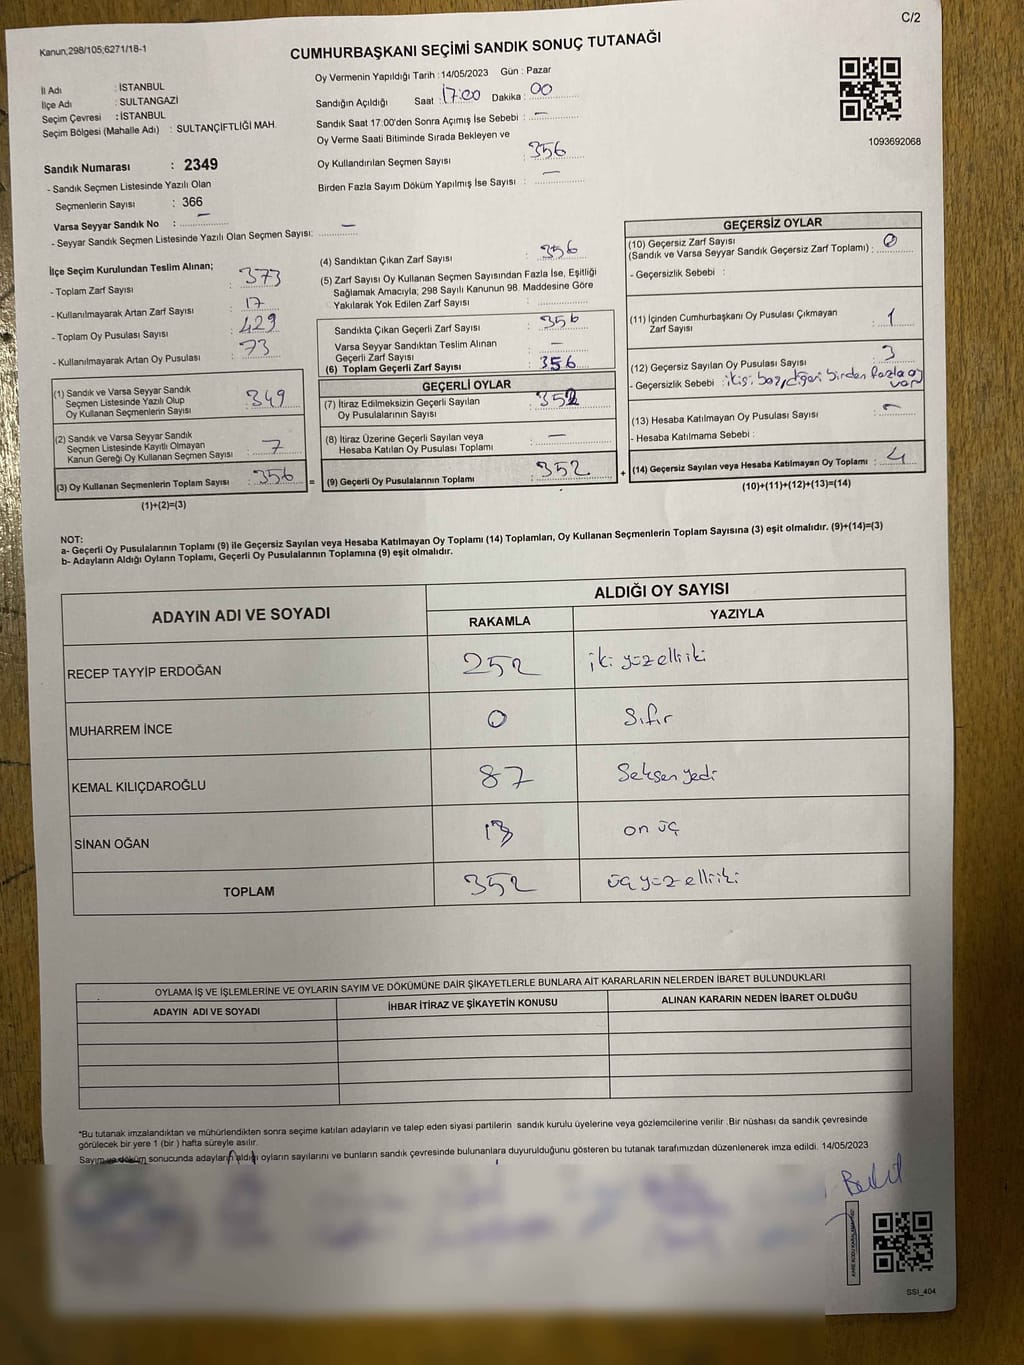 C/2
Kanun;298/105;6271/18-1
CUMHURBAŞKANI SEÇİMİ SANDIK SONUÇ TUTANAĞI
İl Adı : İSTANBUL
İlçe Adı : SULTANGAZİ
Seçim Çevresi : İSTANBUL
Seçim Bölgesi (Mahalle Adı) : SULTANÇİFTLİĞİ MAH.
Sandık Numarası : 2349
- Sandık Seçmen Listesinde Yazılı Olan
Seçmenlerin Sayısı : 366
Varsa Seyyar Sandık No : —
- Seyyar Sandık Seçmen Listesinde Yazılı Olan Seçmen Sayısı: —
Oy Vermenin Yapıldığı Tarih : 14/05/2023 Gün : Pazar
Sandığın Açıldığı Saat : 17:00 Dakika : 00
Sandık Saat 17.00'den Sonra Açımış İse Sebebi : —
Oy Verme Saati Bitiminde Sırada Bekleyen ve
Oy Kullandırılan Seçmen Sayısı : 356
Birden Fazla Sayım Döküm Yapılmış İse Sayısı : —
1093692068
İlçe Seçim Kurulundan Teslim Alınan;
- Toplam Zarf Sayısı : 373
- Kullanılmayarak Artan Zarf Sayısı : 17
- Toplam Oy Pusulası Sayısı : 429
- Kullanılmayarak Artan Oy Pusulası : 73
(1) Sandık ve Varsa Seyyar Sandık
Seçmen Listesinde Yazılı Olup
Oy Kullanan Seçmenlerin Sayısı : 349
(2) Sandık ve Varsa Seyyar Sandık
Seçmen Listesinde Kayıtlı Olmayan
Kanun Gereği Oy Kullanan Seçmen Sayısı : 7
(3) Oy Kullanan Seçmenlerin Toplam Sayısı : 356
(1)+(2)=(3)
(4) Sandıktan Çıkan Zarf Sayısı : 356
(5) Zarf Sayısı Oy Kullanan Seçmen Sayısından Fazla İse, Eşitliği
Sağlamak Amacıyla; 298 Sayılı Kanunun 98. Maddesine Göre
Yakılarak Yok Edilen Zarf Sayısı :
Sandıkta Çıkan Geçerli Zarf Sayısı : 356
Varsa Seyyar Sandıktan Teslim Alınan
Geçerli Zarf Sayısı : —
(6) Toplam Geçerli Zarf Sayısı : 356
GEÇERLİ OYLAR
(7) İtiraz Edilmeksizin Geçerli Sayılan
Oy Pusulalarının Sayısı : 352
(8) İtiraz Üzerine Geçerli Sayılan veya
Hesaba Katılan Oy Pusulası Toplamı : —
= (9) Geçerli Oy Pusulalarının Toplamı : 352 +
GEÇERSİZ OYLAR
(10) Geçersiz Zarf Sayısı
(Sandık ve Varsa Seyyar Sandık Geçersiz Zarf Toplamı) : 0
- Geçersizlik Sebebi :
(11) İçinden Cumhurbaşkanı Oy Pusulası Çıkmayan
Zarf Sayısı : 1
(12) Geçersiz Sayılan Oy Pusulası Sayısı : 3
- Geçersizlik Sebebi : ikisi boş, diğeri birden fazla oy
var
(13) Hesaba Katılmayan Oy Pusulası Sayısı : —
- Hesaba Katılmama Sebebi :
(14) Geçersiz Sayılan veya Hesaba Katılmayan Oy Toplamı : 4
(10)+(11)+(12)+(13)=(14)
NOT:
a- Geçerli Oy Pusulalarının Toplamı (9) ile Geçersiz Sayılan veya Hesaba Katılmayan Oy Toplamı (14) Toplamları, Oy Kullanan Seçmenlerin Toplam Sayısına (3) eşit olmalıdır. (9)+(14)=(3)
b- Adayların Aldığı Oyların Toplamı, Geçerli Oy Pusulalarının Toplamına (9) eşit olmalıdır.
ADAYIN ADI VE SOYADI ALDIĞI OY SAYISI
RAKAMLA YAZIYLA
RECEP TAYYİP ERDOĞAN 252 iki yüz elli iki
MUHARREM İNCE 0 Sıfır
KEMAL KILIÇDAROĞLU 87 Seksen yedi
SİNAN OĞAN 13 on üç
TOPLAM 352 üç yüz elli iki
OYLAMA İŞ VE İŞLEMLERİNE VE OYLARIN SAYIM VE DÖKÜMÜNE DAİR ŞİKAYETLERLE BUNLARA AİT KARARLARIN NELERDEN İBARET BULUNDUKLARI
ADAYIN ADI VE SOYADI İHBAR İTİRAZ VE ŞİKAYETİN KONUSU ALINAN KARARIN NEDEN İBARET OLDUĞU
*Bu tutanak imzalandıktan ve mühürlendikten sonra seçime katılan adayların ve talep eden siyasi partilerin sandık kurulu üyelerine veya gözlemcilerine verilir .Bir nüshası da sandık çevresinde
görülecek bir yere 1 (bir ) hafta süreyle asılır.
Sayım ve döküm sonucunda adayların aldığı oyların sayılarını ve bunların sandık çevresinde bulunanlara duyurulduğunu gösteren bu tutanak tarafımızdan düzenlenerek imza edildi. 14/05/2023
SSI_404